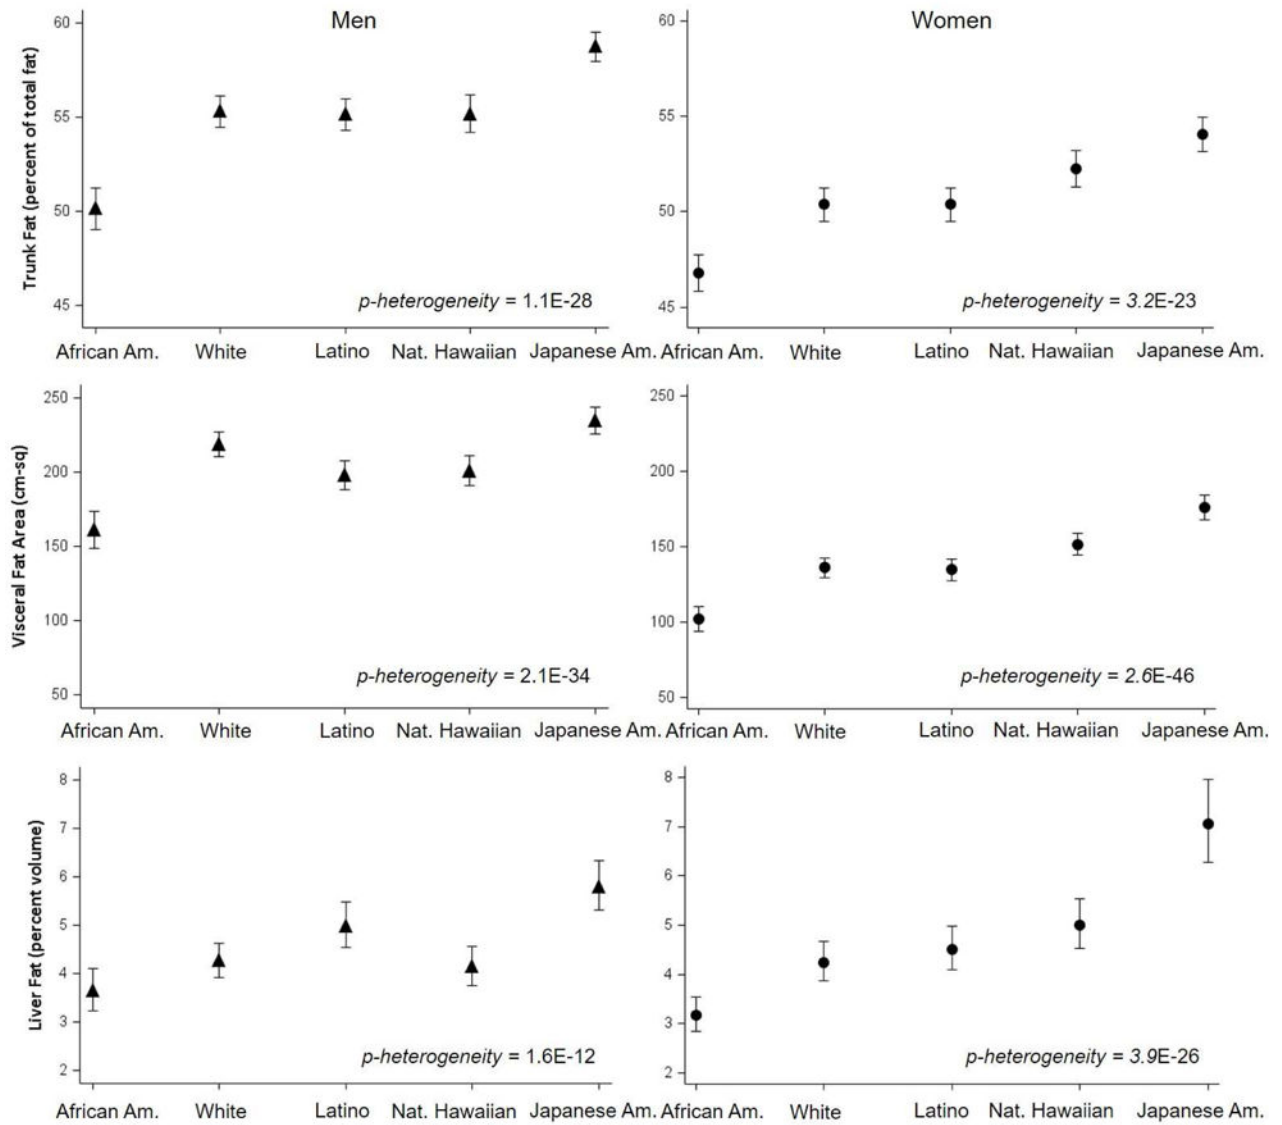 Men
Women
Trunk Fat (percent of total fat)
60
55
50
45
p-heterogeneity = 1.1E-28
African Am.
White
Latino
Nat. Hawaiian
Japanese Am.
60
55
50
45
p-heterogeneity = 3.2E-23
African Am.
White
Latino
Nat. Hawaiian
Japanese Am.
Visceral Fat Area (cm-sq)
250
200
150
100
50
p-heterogeneity = 2.1E-34
African Am.
White
Latino
Nat. Hawaiian
Japanese Am.
250
200
150
100
50
p-heterogeneity = 2.6E-46
African Am.
White
Latino
Nat. Hawaiian
Japanese Am.
Liver Fat (percent volume)
8
7
6
5
4
3
2
p-heterogeneity = 1.6E-12
African Am.
White
Latino
Nat. Hawaiian
Japanese Am.
8
7
6
5
4
3
2
p-heterogeneity = 3.9E-26
African Am.
White
Latino
Nat. Hawaiian
Japanese Am.